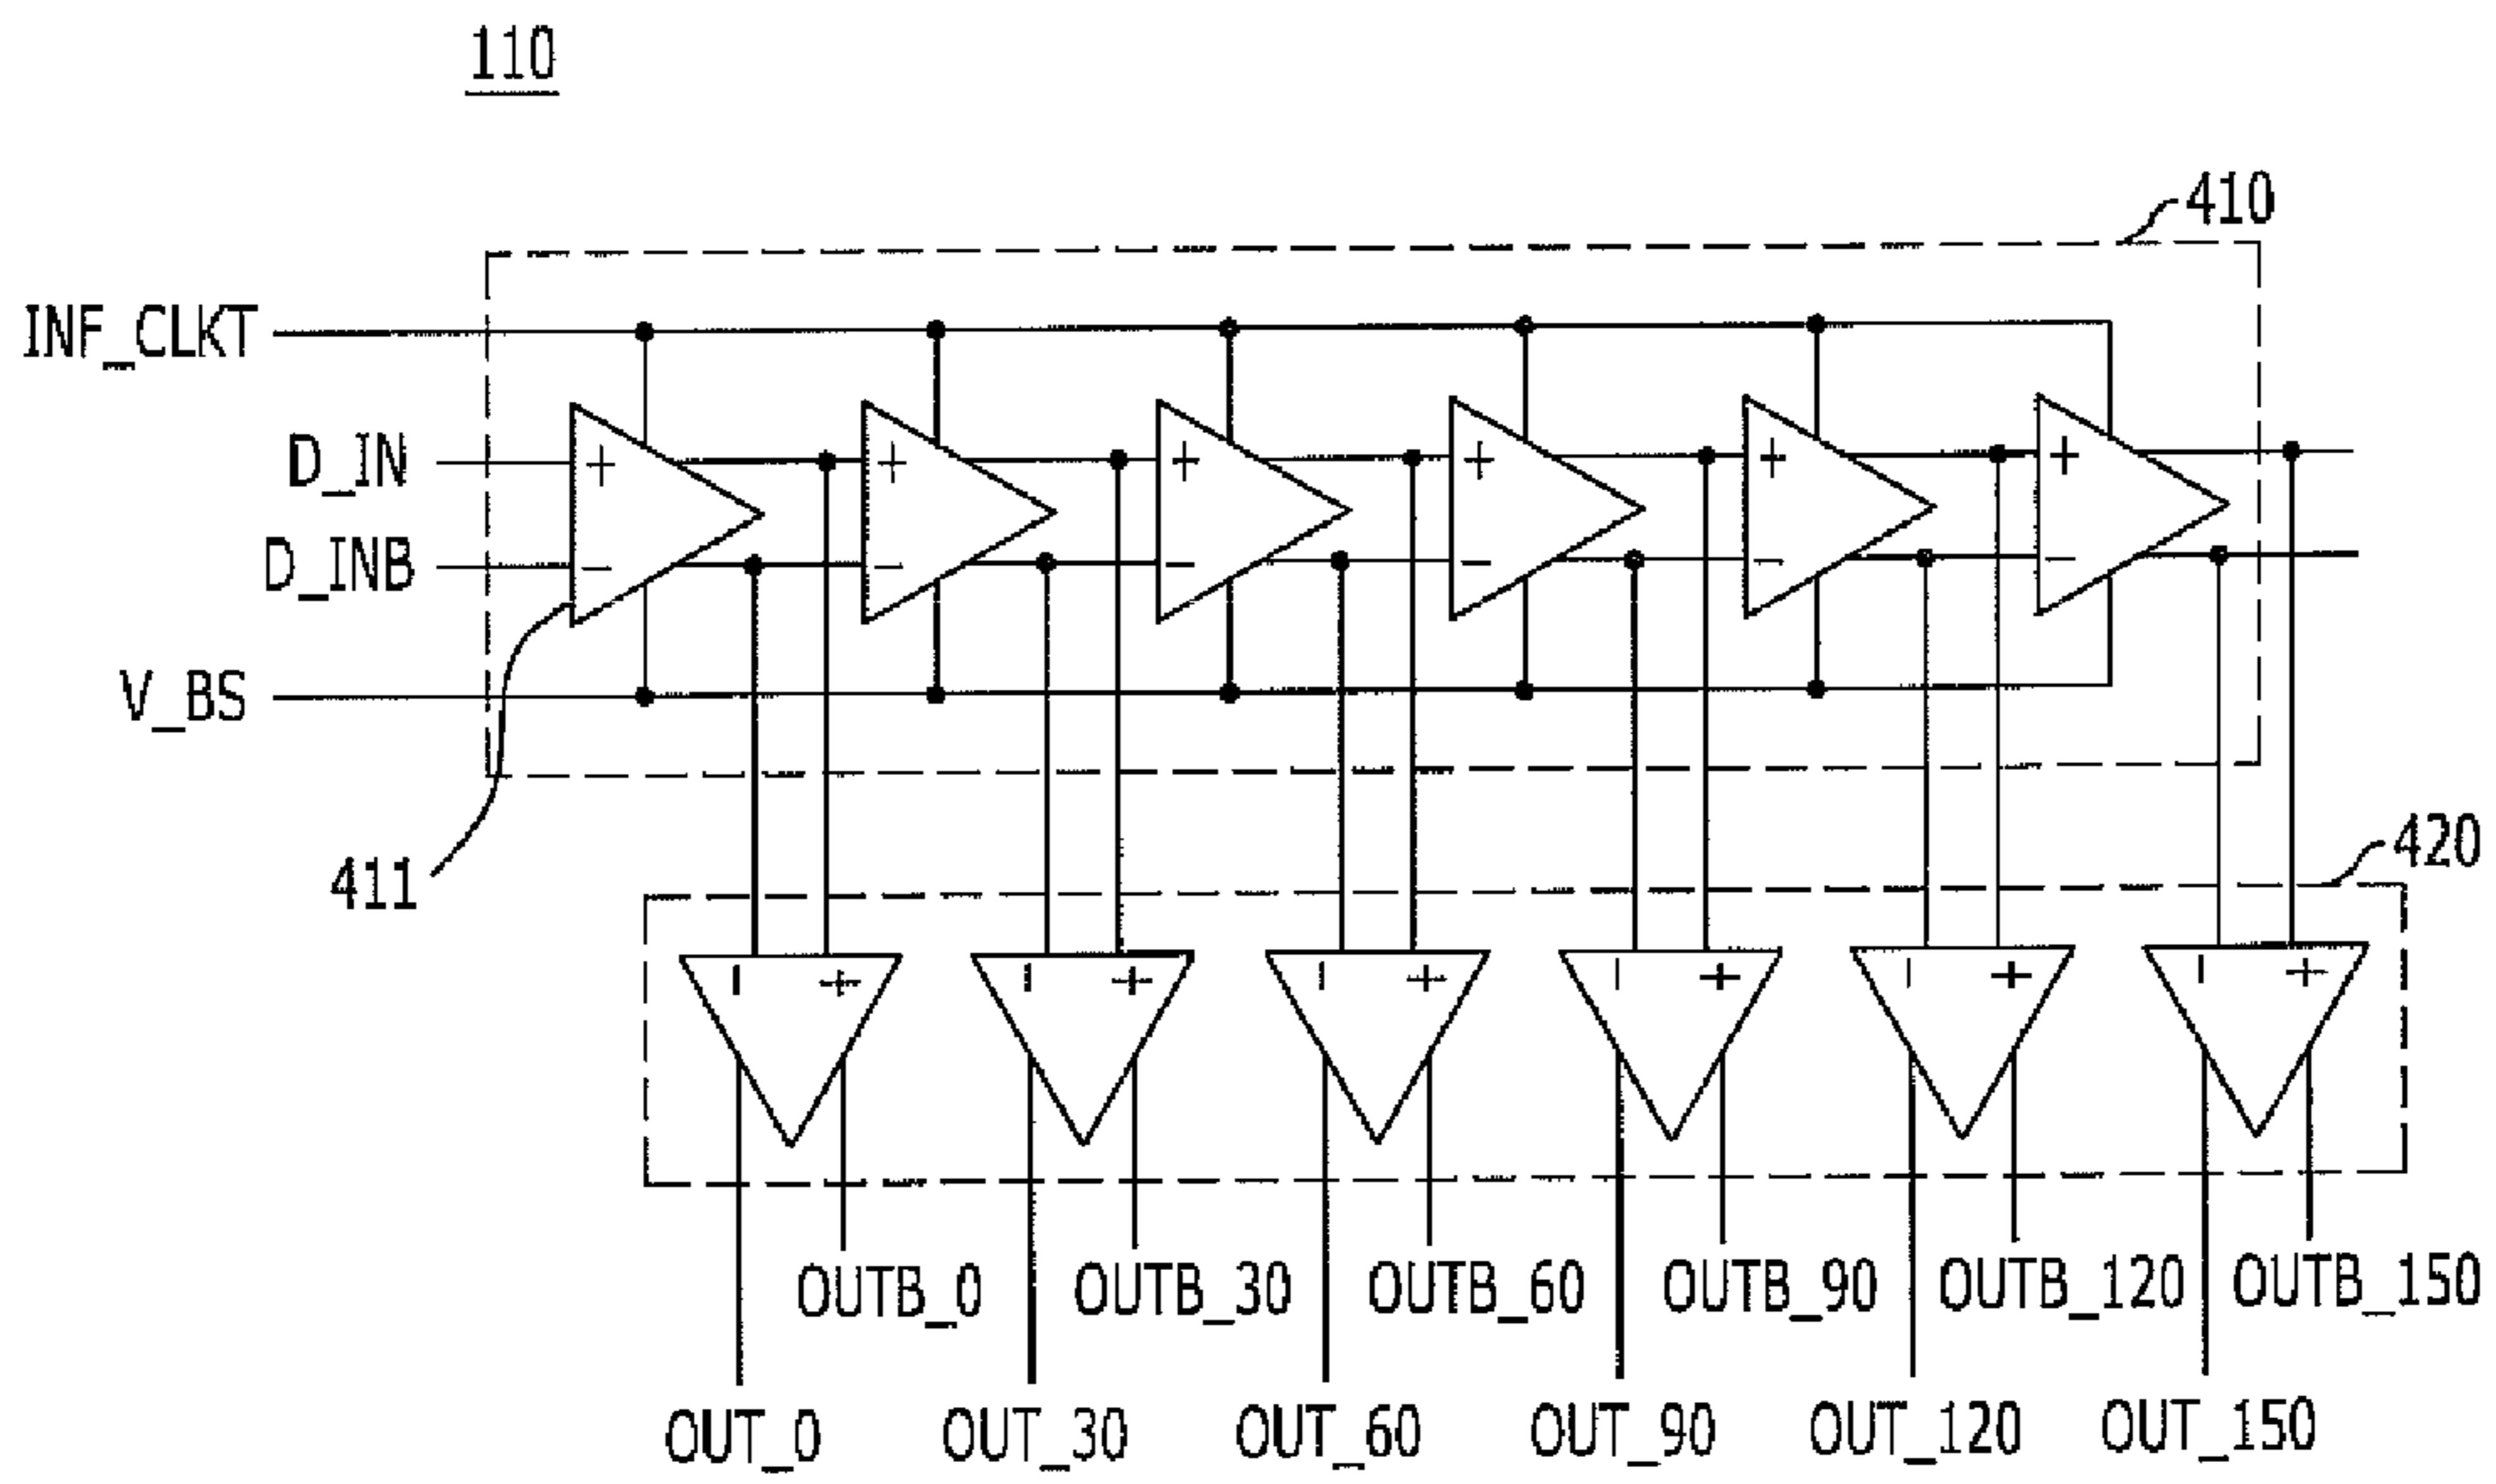 110
410
INF_CLKT
D_IN
D_INB
V_BS
411
420
+ + + + + +
- - - - - -
- + - + - + - + - + - +
OUTB_0 OUTB_30 OUTB_60 OUTB_90 OUTB_120 OUTB_150
OUT_0 OUT_30 OUT_60 OUT_90 OUT_120 OUT_150